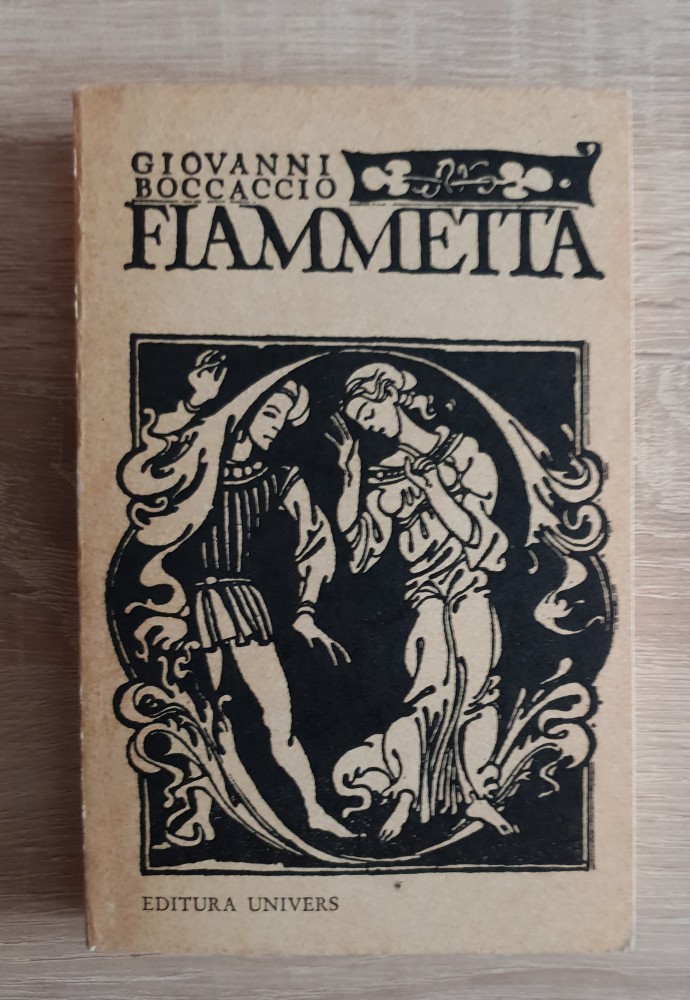 GIOVANNI
BOCCACCIO
FIAMMETTA
EDITURA UNIVERS